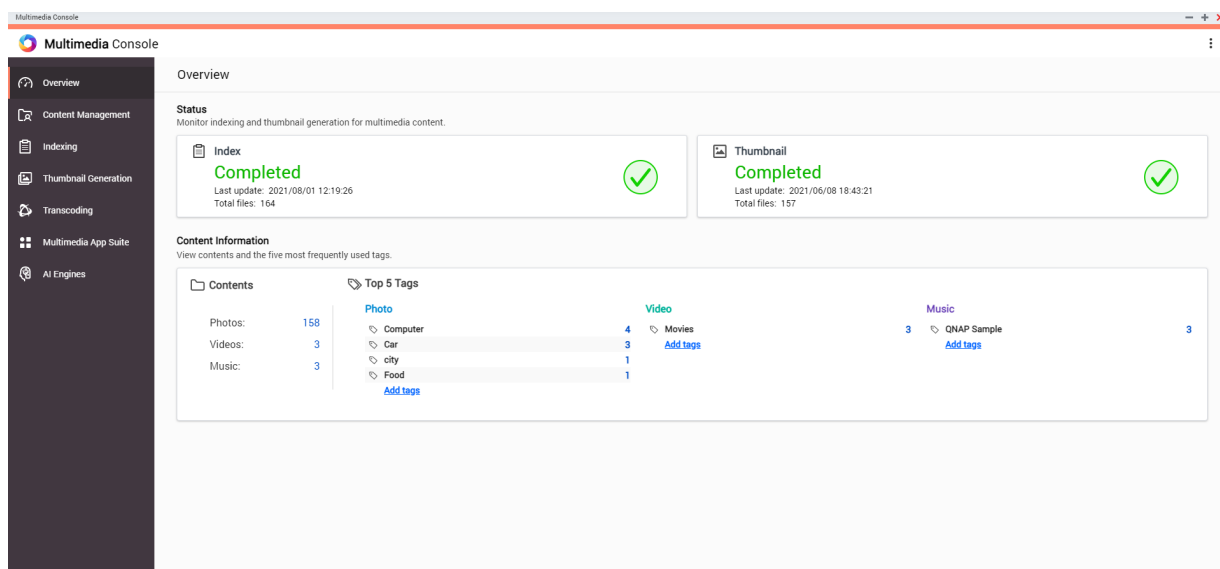 Multimedia Console
Multimedia Console
Overview
Content Management
Indexing
Thumbnail Generation
Transcoding
Multimedia App Suite
AI Engines
Overview
Status
Monitor indexing and thumbnail generation for multimedia content.
Index
Completed
Last update: 2021/08/01 12:19:26
Total files: 164
Thumbnail
Completed
Last update: 2021/06/08 18:43:21
Total files: 157
Content Information
View contents and the five most frequently used tags.
Contents
Photos: 158
Videos: 3
Music: 3
Top 5 Tags
Photo
Computer 4
Car 3
city 1
Food 1
Add tags
Video
Movies 3
Add tags
Music
QNAP Sample 3
Add tags